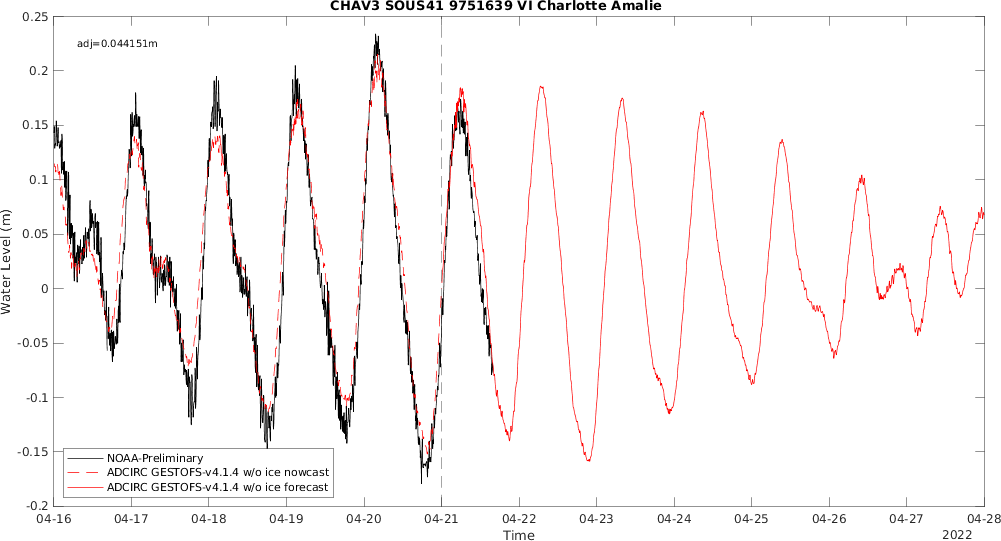 CHAV3 SOUS41 9751639 VI Charlotte Amalie
adj=0.044151m
0.25
0.2
0.15
0.1
0.05
0
-0.05
-0.1
-0.15
-0.2
Water Level (m)
NOAA-Preliminary
ADCIRC GESTOFS-v4.1.4 w/o ice nowcast
ADCIRC GESTOFS-v4.1.4 w/o ice forecast
04-16 04-17 04-18 04-19 04-20 04-21 04-22 04-23 04-24 04-25 04-26 04-27 04-28
Time
2022